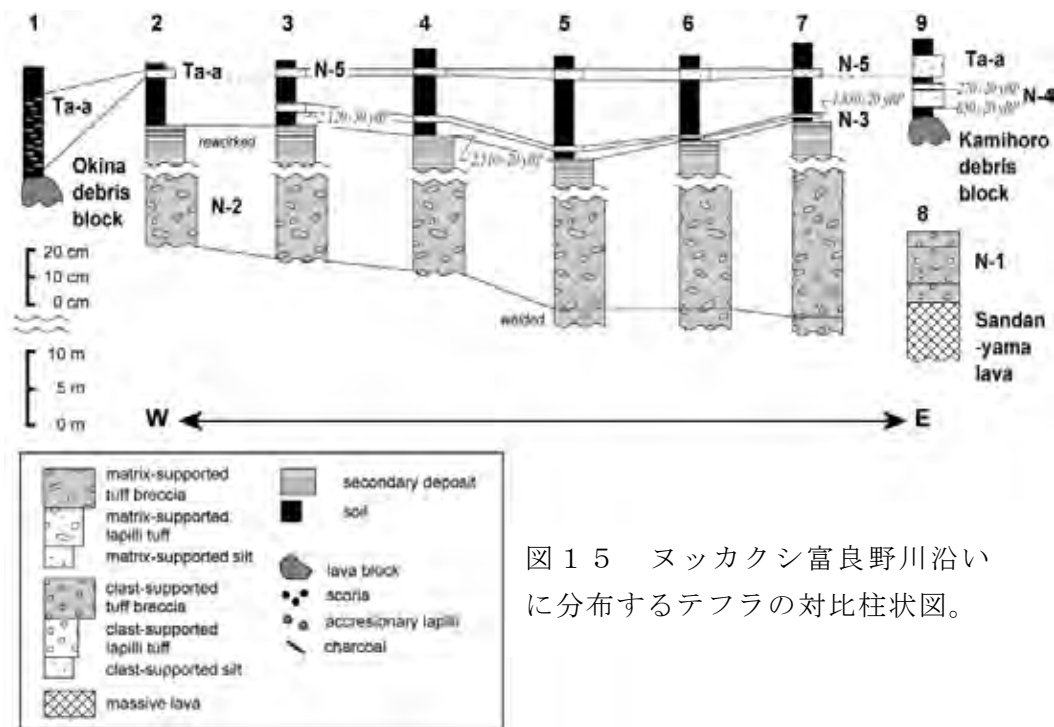 1
2
3
4
5
6
7
9
Ta-a
Ta-a
N-5
N-5
Ta-a
N-4
N-3
reworked
Okina
debris
block
N-2
Kamihoro
debris
block
8
N-1
Sandan
-yama
lava
welded
20 cm
10 cm
0 cm
10 m
5 m
0 m
W
E
matrix-supported
tuff breccia
matrix-supported
lapilli tuff
matrix-supported silt
clast-supported
tuff breccia
clast-supported
lapilli tuff
clast-supported silt
massive lava
secondary deposit
soil
lava block
scoria
accresionary lapilli
charcoal
図15 ヌッカクシ富良野川沿い
に分布するテフラの対比柱状図。